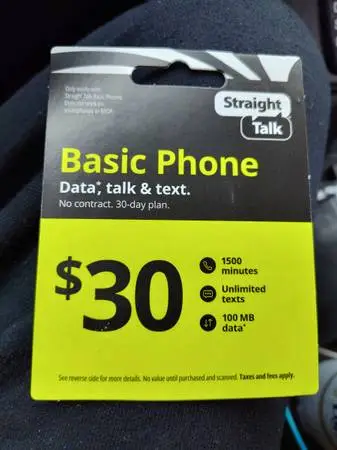 Only works with
Straight Talk Basic Phones.
Does not work on
smartphones or BYOP.
Straight
Talk
Basic Phone
Data*, talk & text.
No contract. 30-day plan.
$30
1500
minutes
Unlimited
texts
100 MB
data*
See reverse side for more details. No value until purchased and scanned. Taxes and fees apply.